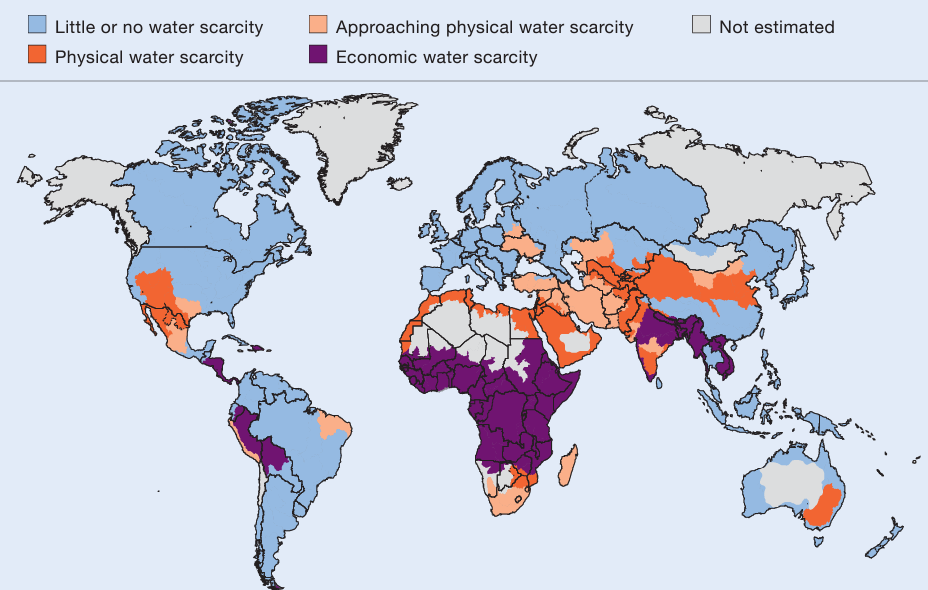 Little or no water scarcity
Approaching physical water scarcity
Not estimated
Physical water scarcity
Economic water scarcity